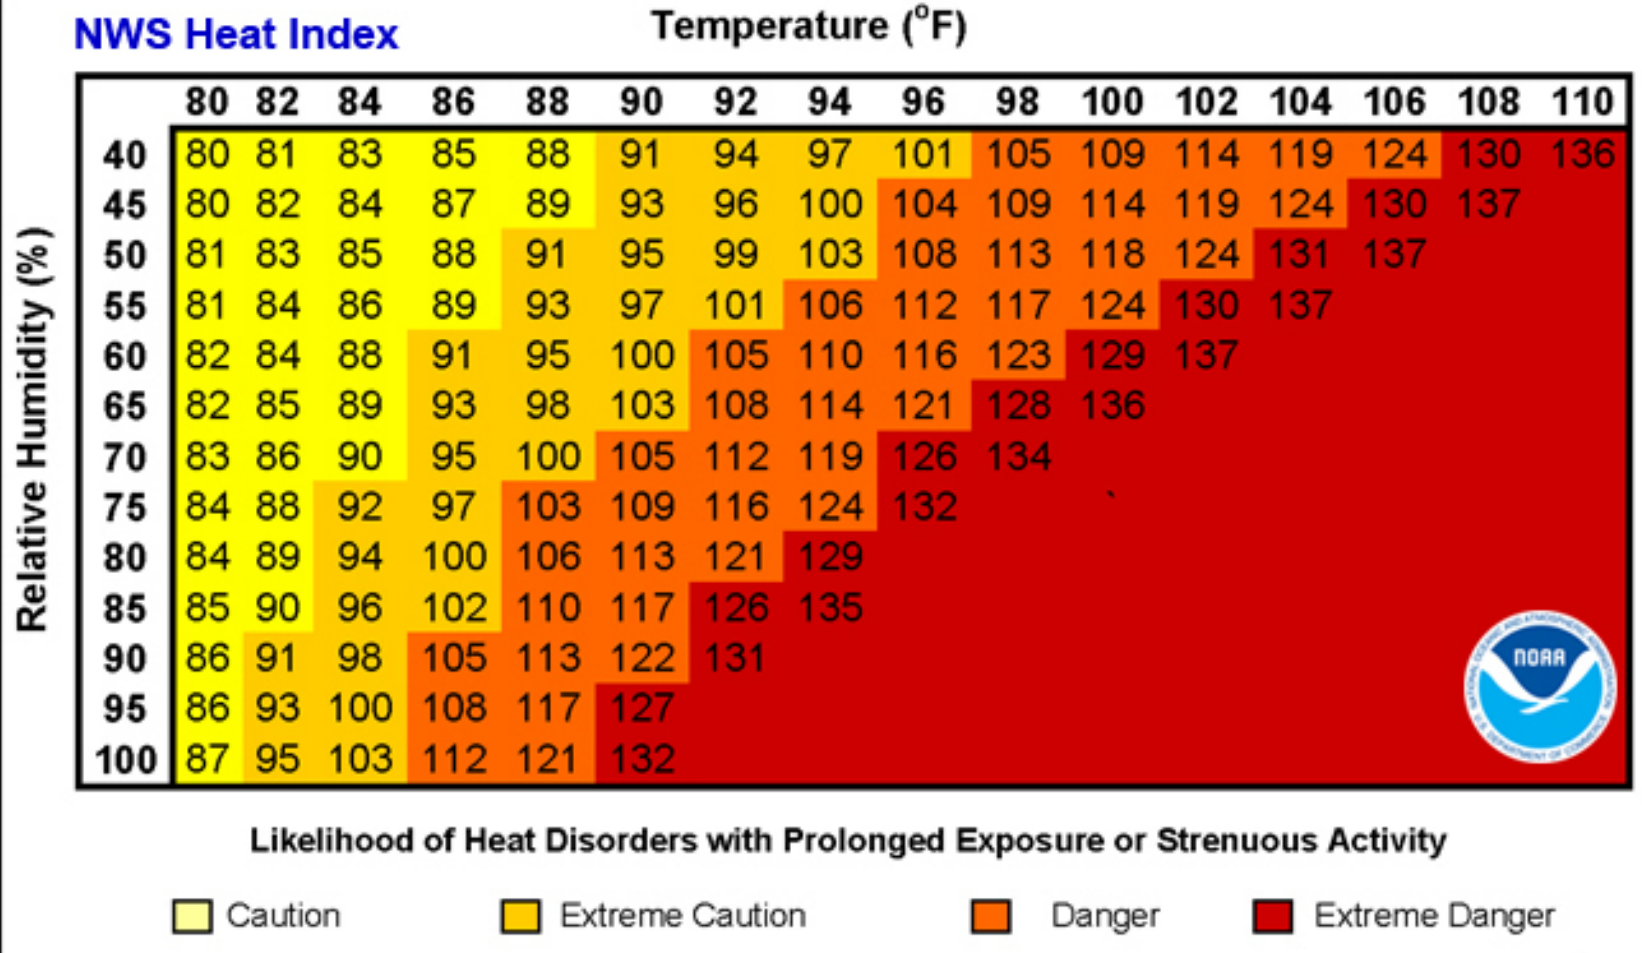 NWS Heat Index
Temperature (°F)
80 82 84 86 88 90 92 94 96 98 100 102 104 106 108 110
Relative Humidity (%)
40 80 81 83 85 88 91 94 97 101 105 109 114 119 124 130 136
45 80 82 84 87 89 93 96 100 104 109 114 119 124 130 137
50 81 83 85 88 91 95 99 103 108 113 118 124 131 137
55 81 84 86 89 93 97 101 106 112 117 124 130 137
60 82 84 88 91 95 100 105 110 116 123 129 137
65 82 85 89 93 98 103 108 114 121 128 136
70 83 86 90 95 100 105 112 119 126 134
75 84 88 92 97 103 109 116 124 132
80 84 89 94 100 106 113 121 129
85 85 90 96 102 110 117 126 135
90 86 91 98 105 113 122 131
95 86 93 100 108 117 127
100 87 95 103 112 121 132
NOAA
NATIONAL OCEANIC AND ATMOSPHERIC ADMINISTRATION
U.S. DEPARTMENT OF COMMERCE
Likelihood of Heat Disorders with Prolonged Exposure or Strenuous Activity
Caution
Extreme Caution
Danger
Extreme Danger